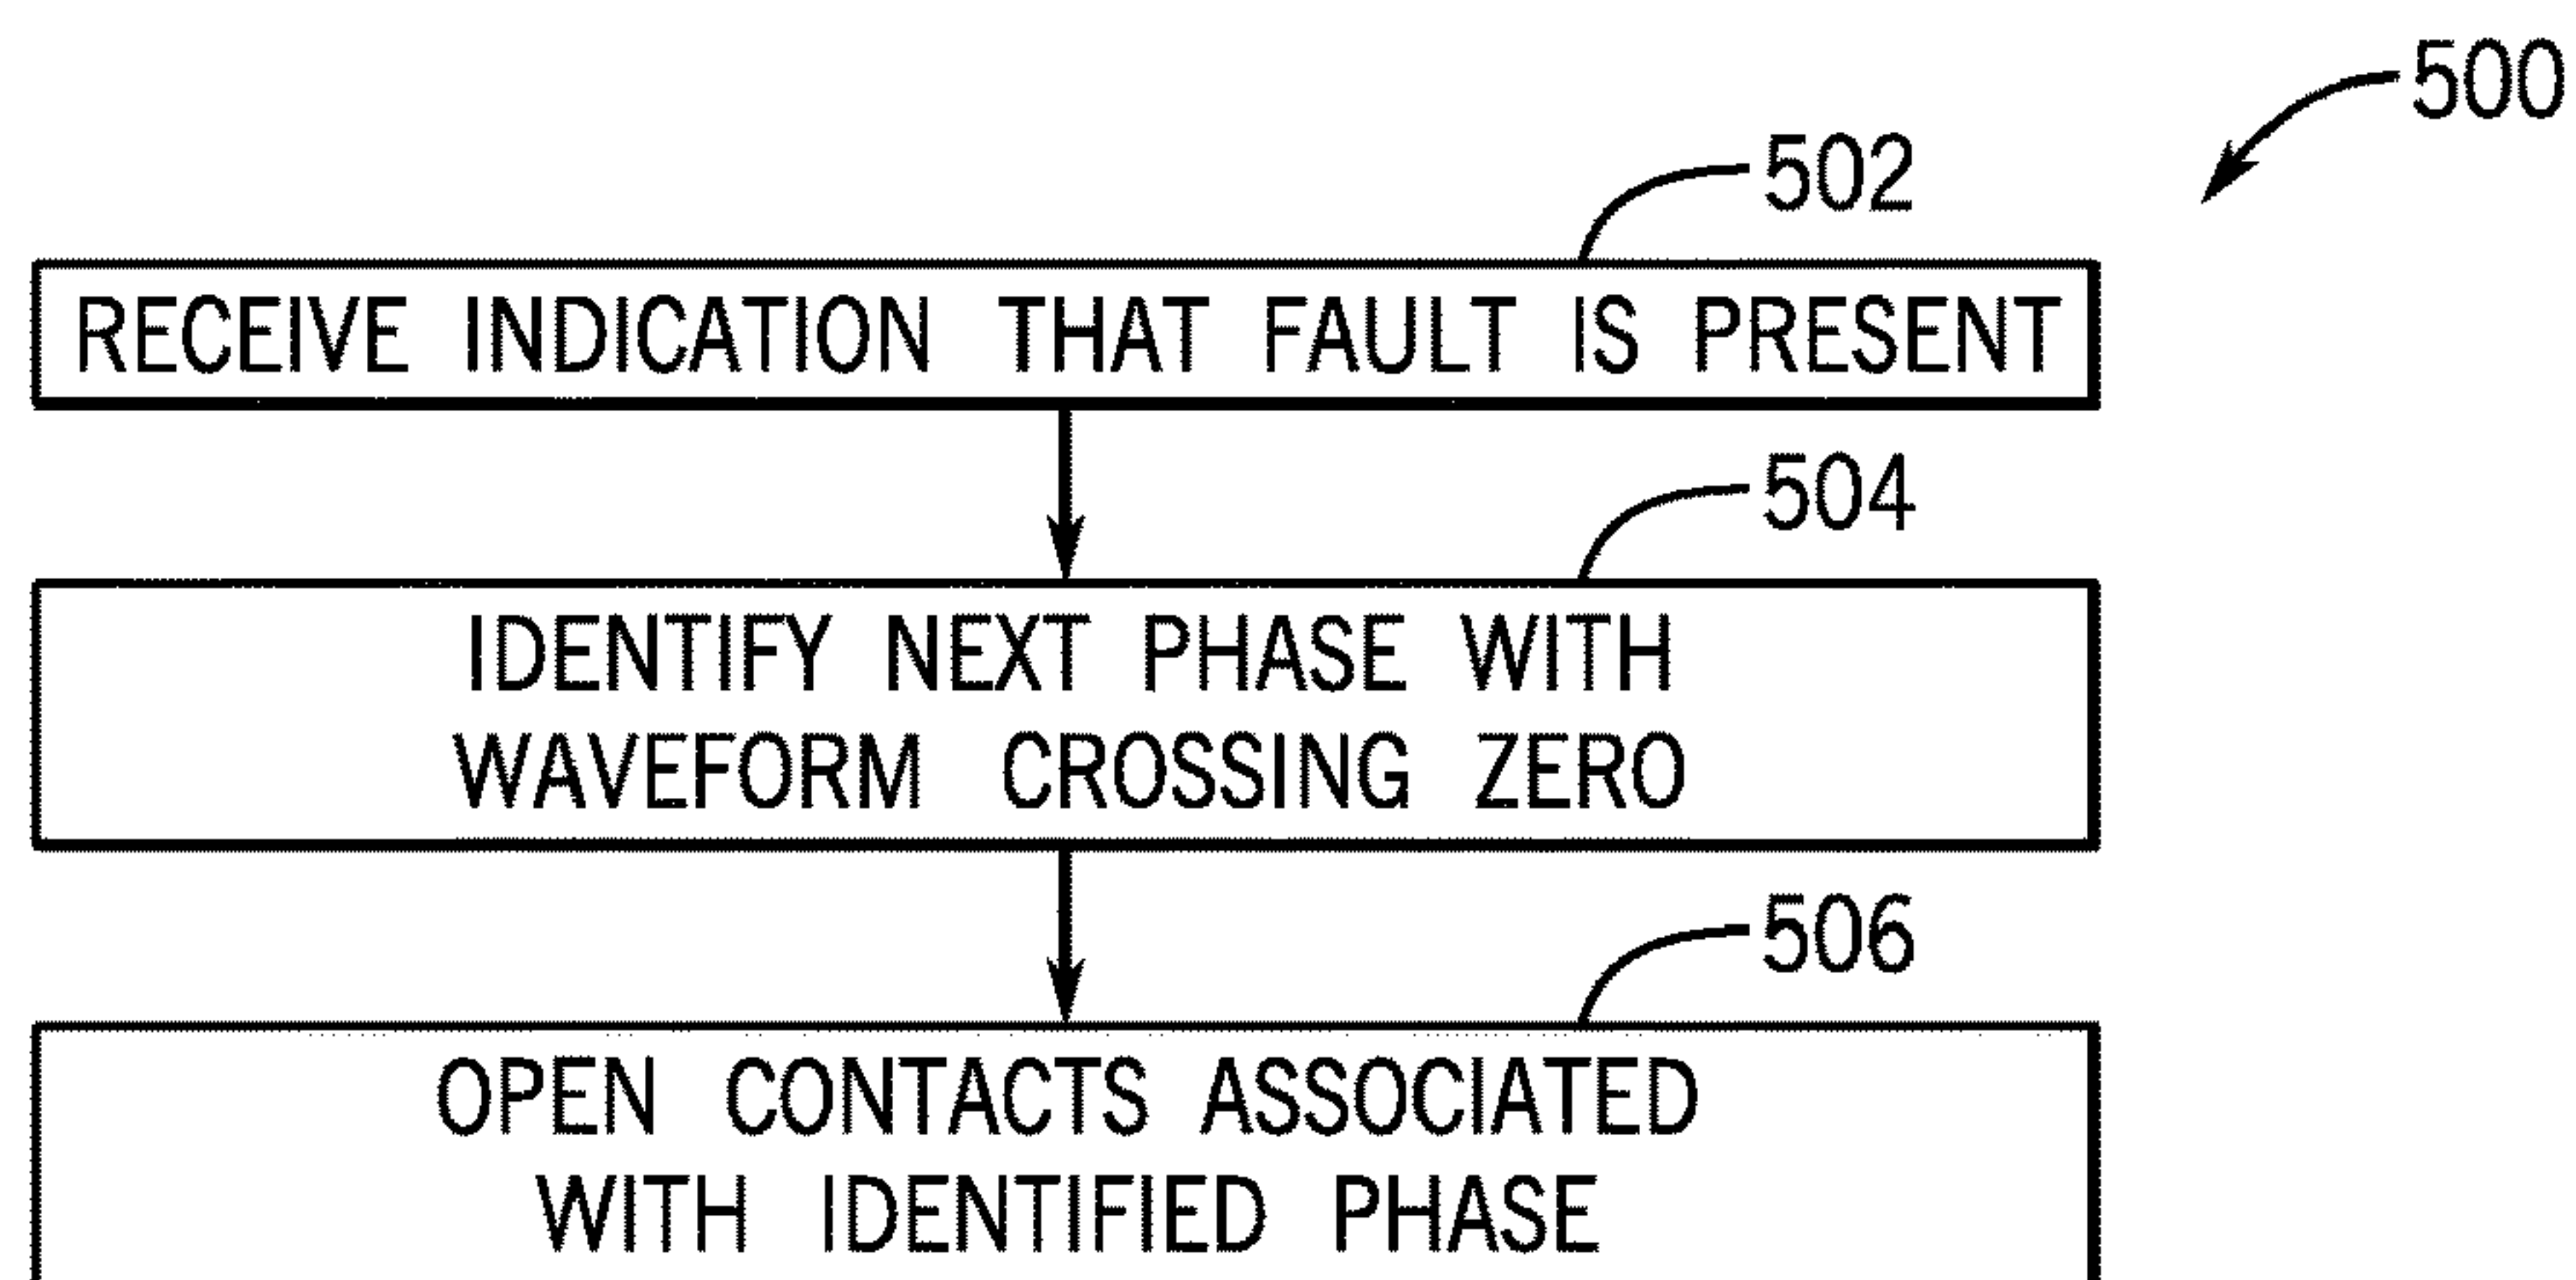 500
502
RECEIVE INDICATION THAT FAULT IS PRESENT
504
IDENTIFY NEXT PHASE WITH
WAVEFORM CROSSING ZERO
506
OPEN CONTACTS ASSOCIATED
WITH IDENTIFIED PHASE